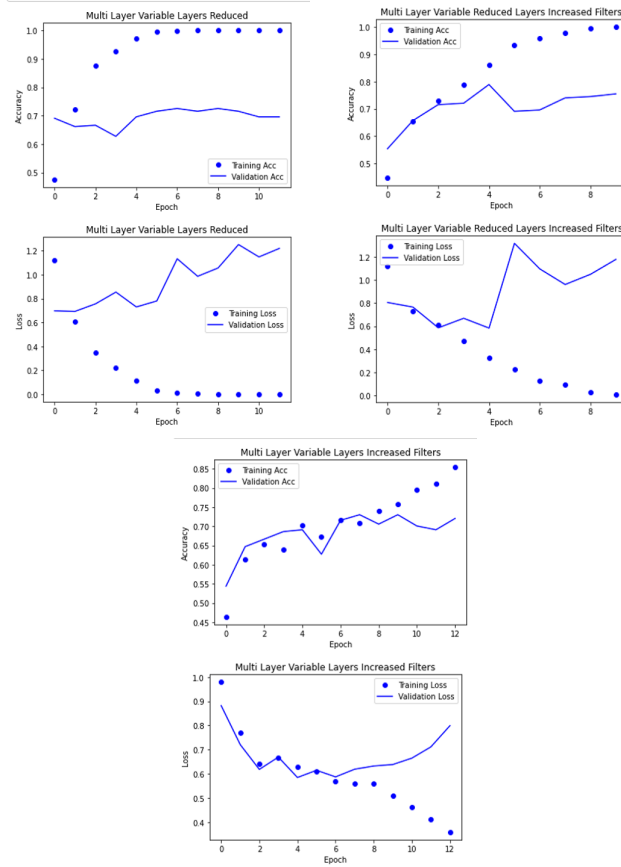 Multi Layer Variable Layers Reduced
1.0
0.9
0.8
0.7
0.6
0.5
Accuracy
Training Acc
Validation Acc
0 2 4 6 8 10
Epoch
Multi Layer Variable Reduced Layers Increased Filters
1.0
0.9
0.8
0.7
0.6
0.5
Accuracy
Training Acc
Validation Acc
0 2 4 6 8
Epoch
Multi Layer Variable Layers Reduced
1.2
1.0
0.8
0.6
0.4
0.2
0.0
Loss
Training Loss
Validation Loss
0 2 4 6 8 10
Epoch
Multi Layer Variable Reduced Layers Increased Filters
1.2
1.0
0.8
0.6
0.4
0.2
0.0
Loss
Training Loss
Validation Loss
0 2 4 6 8
Epoch
Multi Layer Variable Layers Increased Filters
0.85
0.80
0.75
0.70
0.65
0.60
0.55
0.50
0.45
Accuracy
Training Acc
Validation Acc
0 2 4 6 8 10 12
Epoch
Multi Layer Variable Layers Increased Filters
1.0
0.9
0.8
0.7
0.6
0.5
0.4
Loss
Training Loss
Validation Loss
0 2 4 6 8 10 12
Epoch